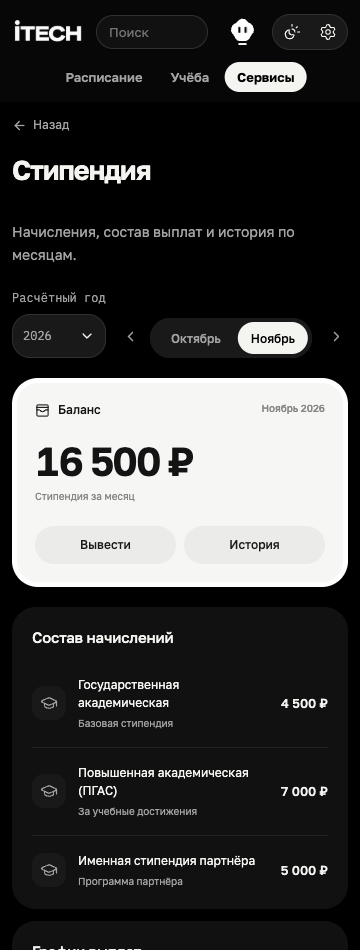 iTECH
Поиск
Расписание
Учёба
Сервисы
Назад
Стипендия
Начисления, состав выплат и история по
месяцам.
Расчётный год
2026
Октябрь
Ноябрь
Баланс
Ноябрь 2026
16 500 ₽
Стипендия за месяц
Вывести
История
Состав начислений
Государственная
академическая
Базовая стипендия
4 500 ₽
Повышенная академическая
(ПГАС)
За учебные достижения
7 000 ₽
Именная стипендия партнёра
Программа партнёра
5 000 ₽